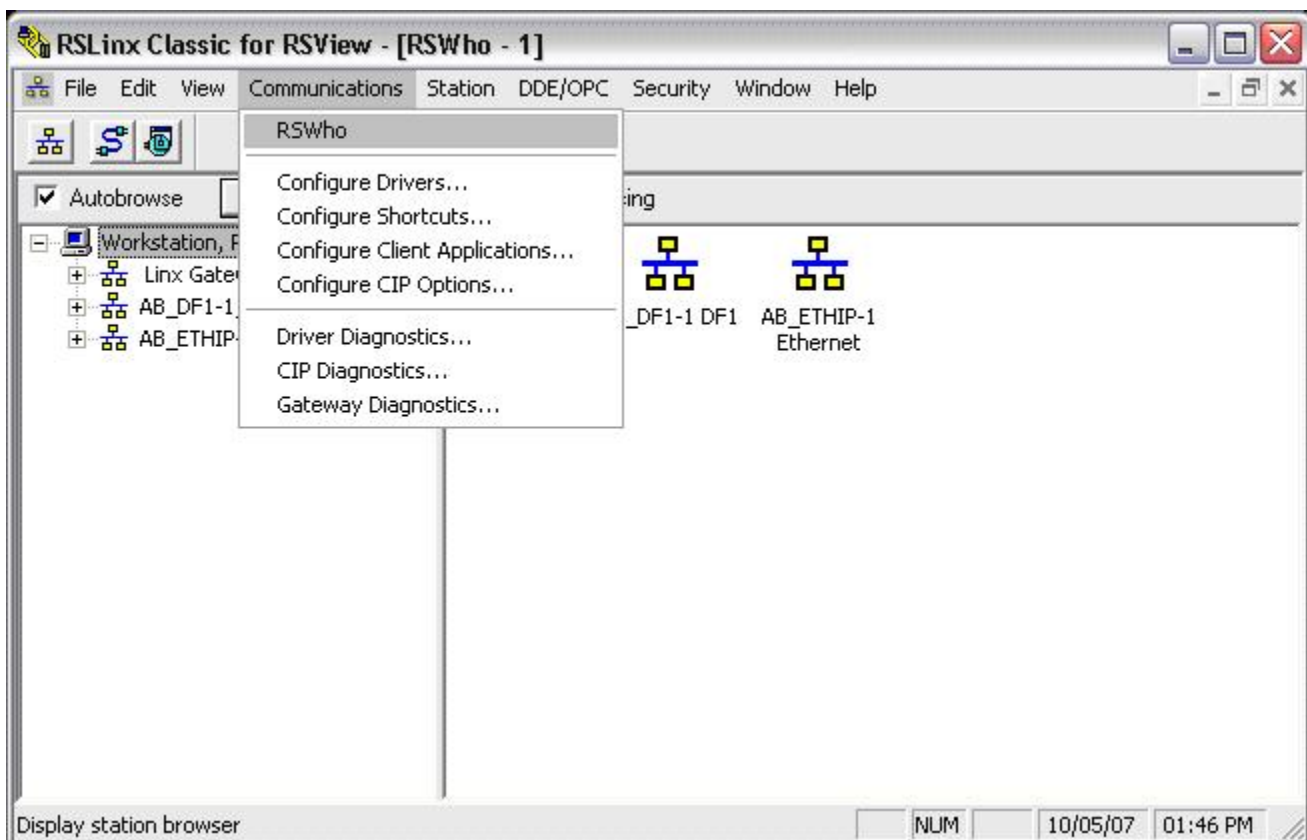 RSLinx Classic for RSView - [RSWho - 1]
File Edit View Communications Station DDE/OPC Security Window Help
RSWho
Configure Drivers...
Configure Shortcuts...
Configure Client Applications...
Configure CIP Options...
Driver Diagnostics...
CIP Diagnostics...
Gateway Diagnostics...
Autobrowse
Workstation,
Linx
AB_DF1-1
AB_ETHIP-
_DF1-1 DF1
AB_ETHIP-1
Ethernet
Display station browser
NUM
10/05/07
01:46 PM